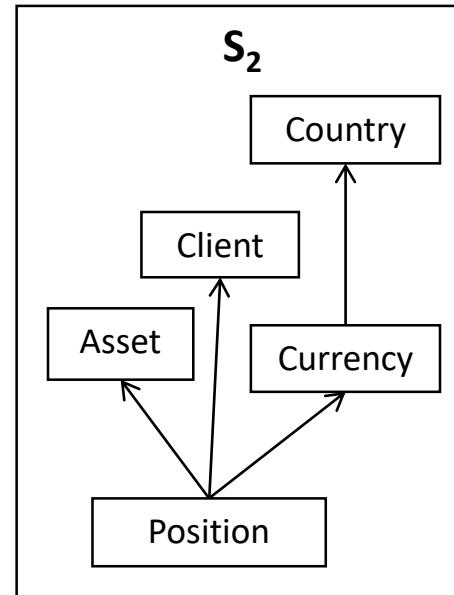 S₂
Country
Client
Asset
Currency
Position